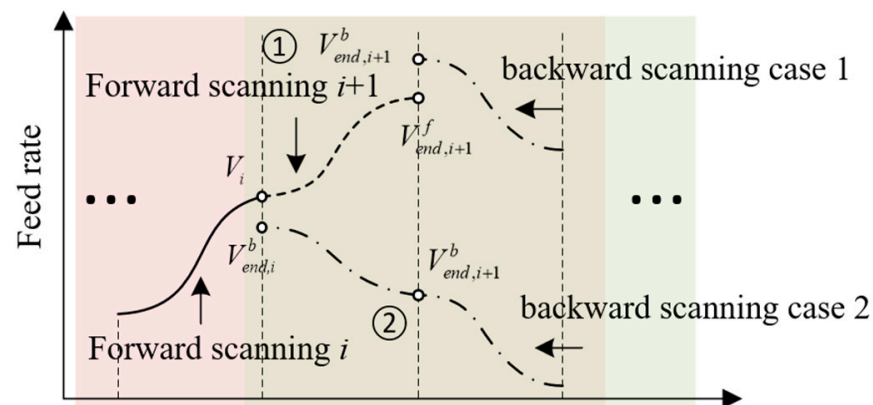 ① V^b_{end,i+1}
backward scanning case 1
Forward scanning i+1
V^f_{end,i+1}
V_i
...
...
Feed rate
V^b_{end,i}
V^b_{end,i+1}
②
backward scanning case 2
Forward scanning i